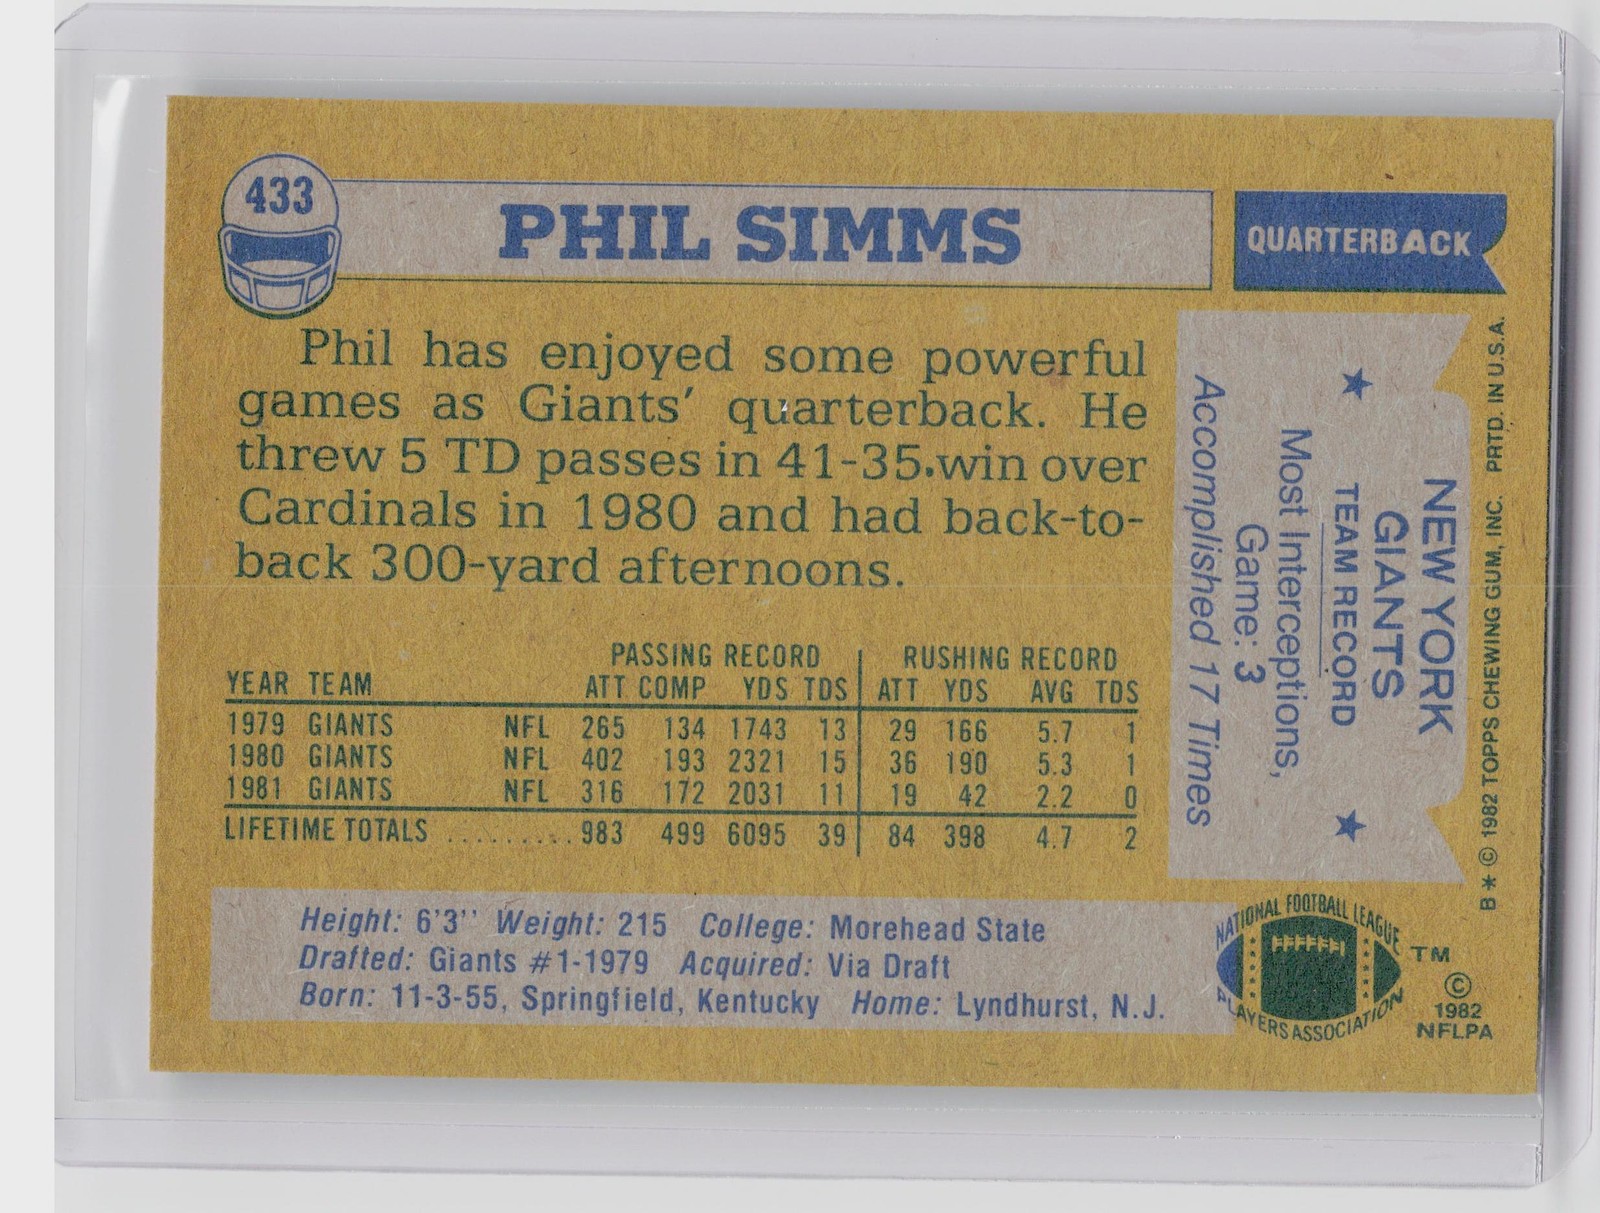 433
PHIL SIMMS
QUARTERBACK
Phil has enjoyed some powerful
games as Giants' quarterback. He
threw 5 TD passes in 41-35.win over
Cardinals in 1980 and had back-to-
back 300-yard afternoons.
PASSING RECORD RUSHING RECORD
YEAR TEAM ATT COMP YDS TDS ATT YDS AVG TDS
1979 GIANTS NFL 265 134 1743 13 29 166 5.7 1
1980 GIANTS NFL 402 193 2321 15 36 190 5.3 1
1981 GIANTS NFL 316 172 2031 11 19 42 2.2 0
LIFETIME TOTALS .......... 983 499 6095 39 84 398 4.7 2
Height: 6'3'' Weight: 215 College: Morehead State
Drafted: Giants #1-1979 Acquired: Via Draft
Born: 11-3-55, Springfield, Kentucky Home: Lyndhurst, N.J.
NEW YORK
GIANTS
★ TEAM RECORD ★
Most Interceptions,
Game: 3
Accomplished 17 Times
B* © 1982 TOPPS CHEWING GUM, INC. PRTD. IN U.S.A.
NATIONAL FOOTBALL LEAGUE
PLAYERS ASSOCIATION
TM
©
1982
NFLPA